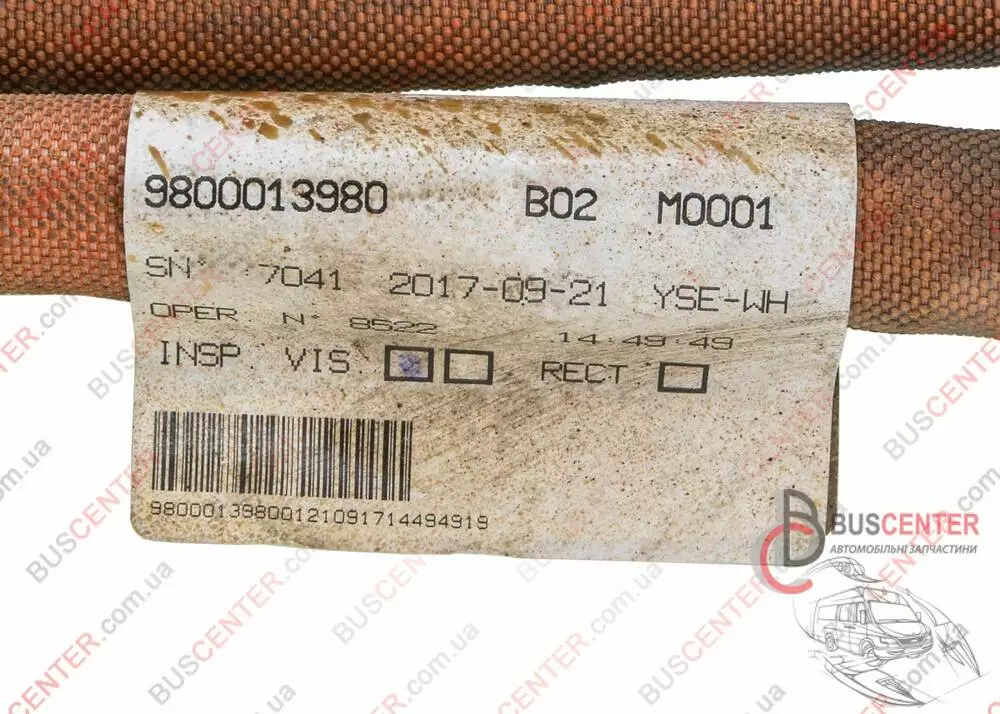 9800013980 B02 M0001
SN° 7041 2017-09-21 YSE-WH
OPER. N° 8522 14:49:49
INSP. VIS. RECT
98000139800121091714494919
BUSCENTER
АВТОМОБІЛЬНІ ЗАПЧАСТИНИ
BUSCENTER.com.ua